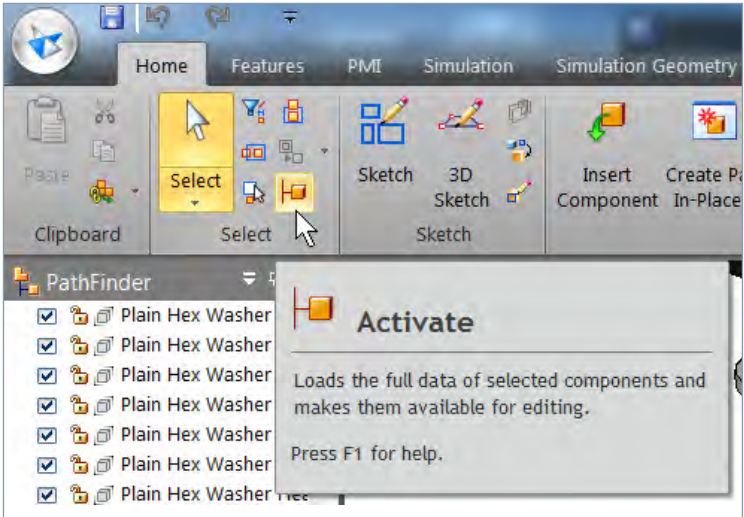 Home Features PMI Simulation Simulation Geometry
Paste
Select
Sketch
3D
Sketch
Insert
Component
Create Pa
In-Place
Clipboard Select Sketch
PathFinder
Plain Hex Washer
Plain Hex Washer
Plain Hex Washer
Plain Hex Washer
Plain Hex Washer
Plain Hex Washer
Plain Hex Washer
Activate
Loads the full data of selected components and
makes them available for editing.
Press F1 for help.